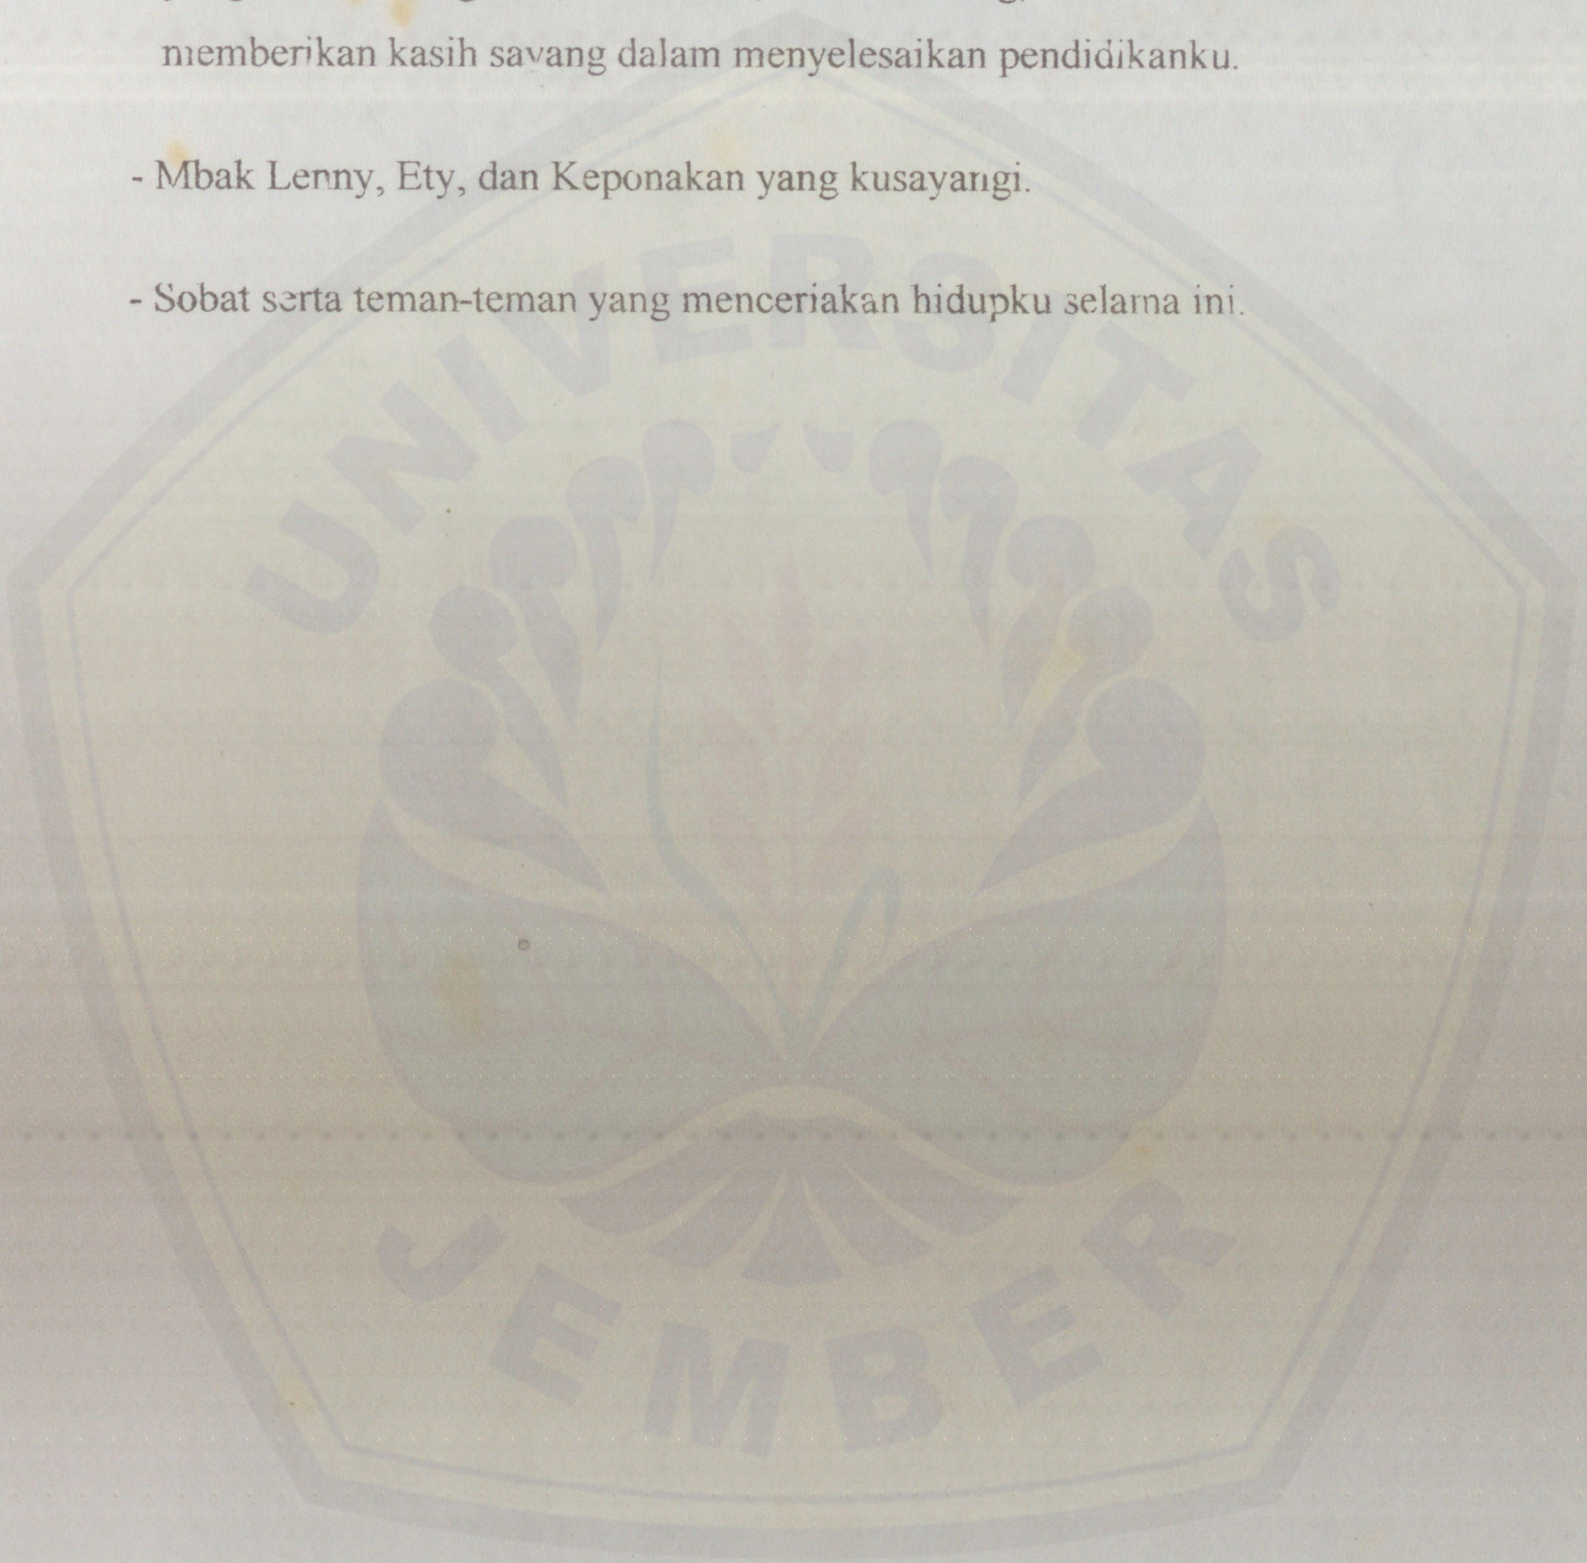 memberikan kasih sayang dalam menyelesaikan pendidikanku.
- Mbak Lenny, Ety, dan Keponakan yang kusayangi.
- Sobat serta teman-teman yang menceriakan hidupku selama ini.
UNIVERSITAS
JEMBER